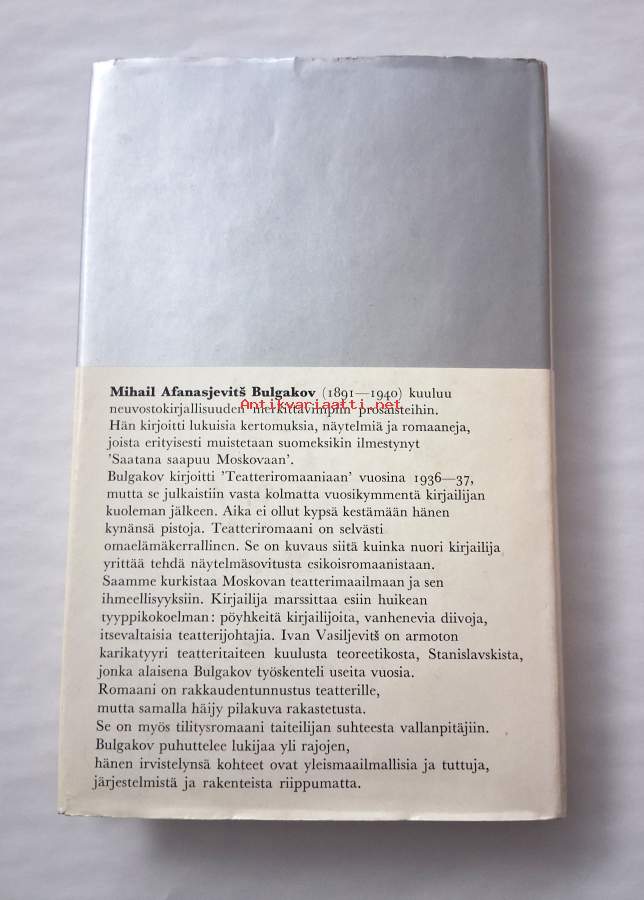 Mihail Afanasjevitš Bulgakov (1891—1940) kuuluu
neuvostokirjallisuuden merkittävimpiin prosaisteihin.
Antikvariaatti.net
Hän kirjoitti lukuisia kertomuksia, näytelmiä ja romaaneja,
joista erityisesti muistetaan suomeksikin ilmestynyt
'Saatana saapuu Moskovaan'.
Bulgakov kirjoitti 'Teatteriromaaniaan' vuosina 1936—37,
mutta se julkaistiin vasta kolmatta vuosikymmentä kirjailijan
kuoleman jälkeen. Aika ei ollut kypsä kestämään hänen
kynänsä pistoja. Teatteriromaani on selvästi
omaelämäkerrallinen. Se on kuvaus siitä kuinka nuori kirjailija
yrittää tehdä näytelmäsovitusta esikoisromaanistaan.
Saamme kurkistaa Moskovan teatterimaailmaan ja sen
ihmeellisyyksiin. Kirjailija marssittaa esiin huikean
tyyppikokoelman: pöyhkeitä kirjailijoita, vanhenevia diivoja,
itsevaltaisia teatterijohtajia. Ivan Vasiljevitš on armoton
karikatyyri teatteritaiteen kuulusta teoreetikosta, Stanislavskista,
jonka alaisena Bulgakov työskenteli useita vuosia.
Romaani on rakkaudentunnustus teatterille,
mutta samalla häijy pilakuva rakastetusta.
Se on myös tilitysromaani taiteilijan suhteesta vallanpitäjiin.
Bulgakov puhuttelee lukijaa yli rajojen,
hänen irvistelynsä kohteet ovat yleismaailmallisia ja tuttuja,
järjestelmistä ja rakenteista riippumatta.